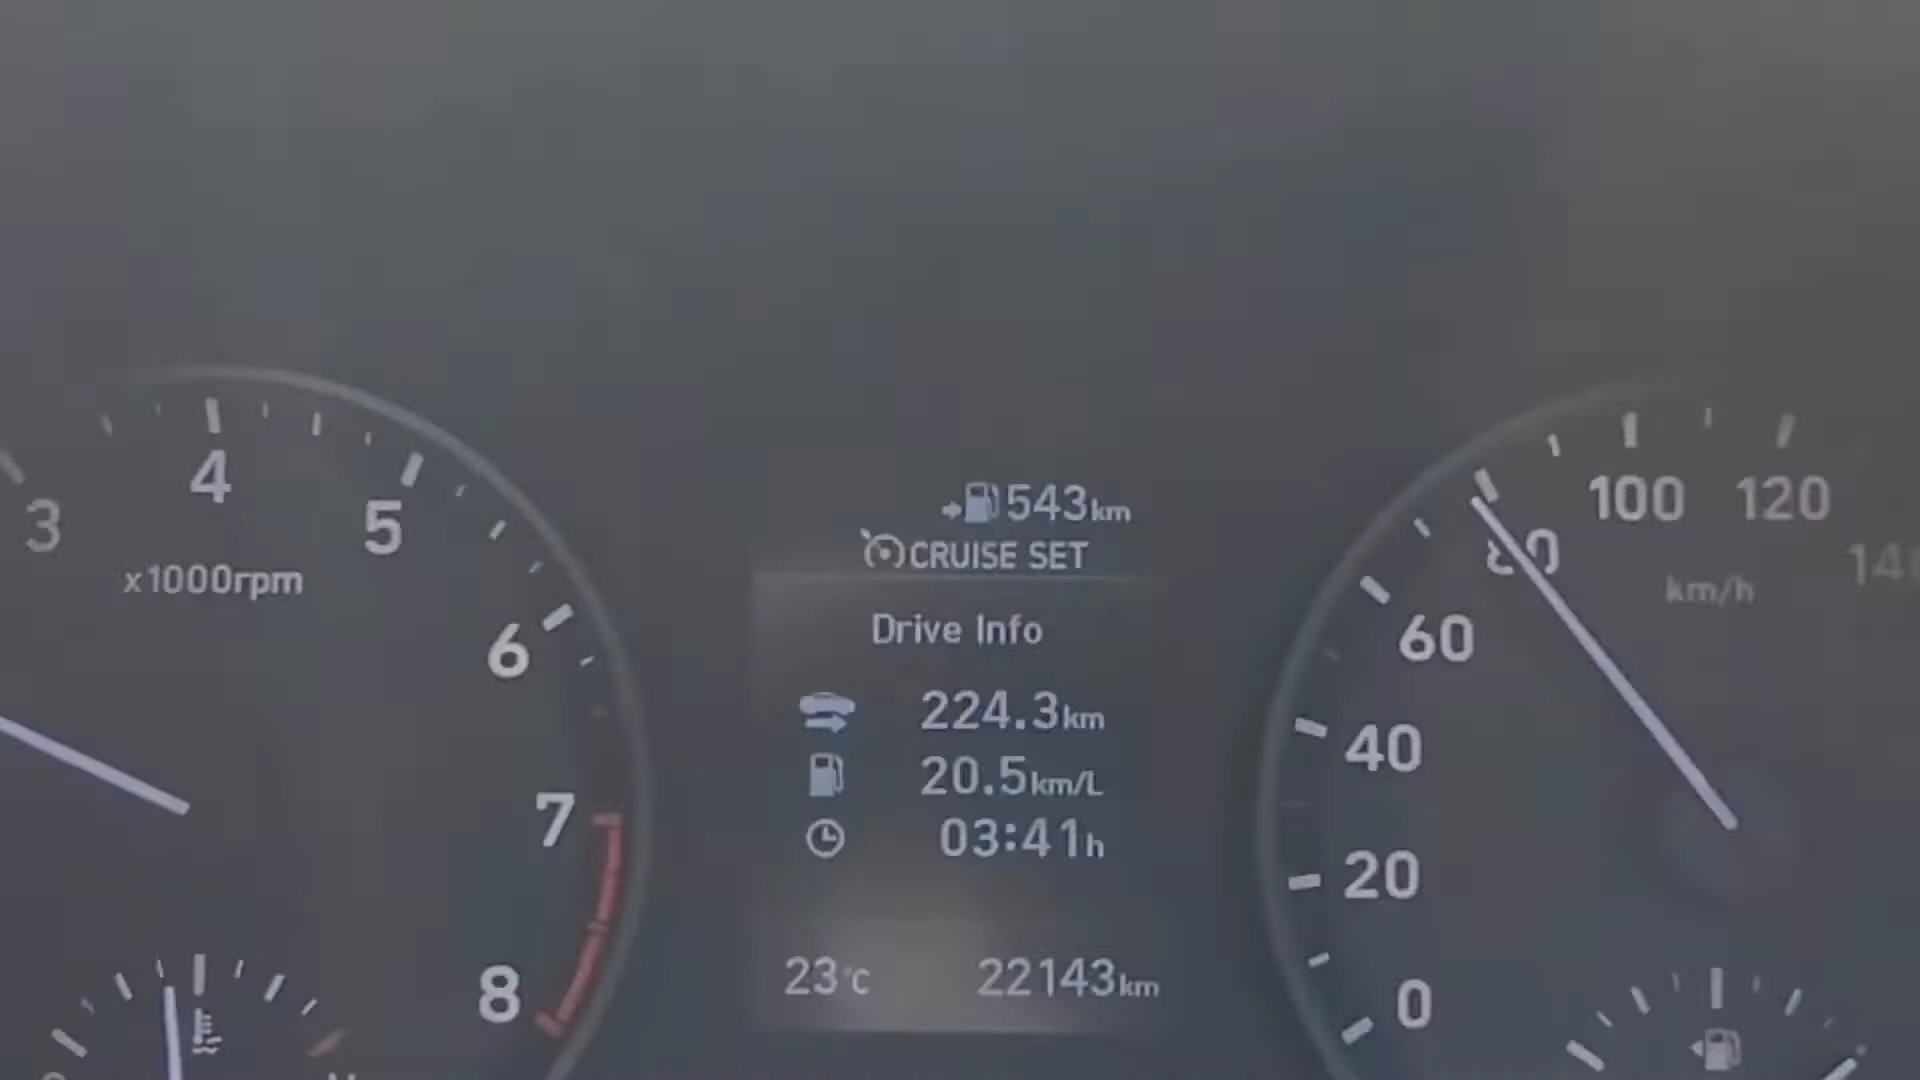 543km
CRUISE SET
Drive Info
224.3km
20.5km/L
03:41h
23°C 22143km
3
4
5
x1000rpm
6
7
8
0
20
40
60
80
100
120
km/h